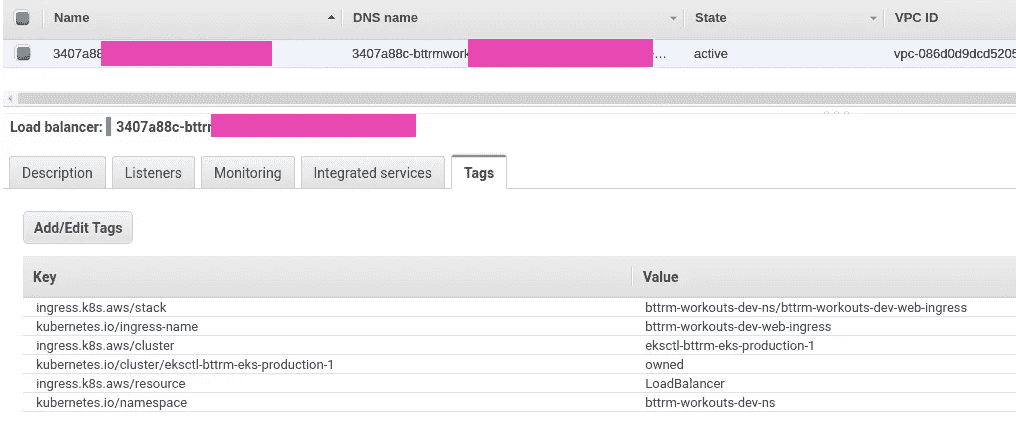 Name DNS name State VPC ID
3407a88 3407a88c-bttrmwork ... active vpc-086d0d9dcd5205
Load balancer: 3407a88c-bttrr
Description Listeners Monitoring Integrated services Tags
Add/Edit Tags
Key Value
ingress.k8s.aws/stack bttrm-workouts-dev-ns/bttrm-workouts-dev-web-ingress
kubernetes.io/ingress-name bttrm-workouts-dev-web-ingress
ingress.k8s.aws/cluster eksctl-bttrm-eks-production-1
kubernetes.io/cluster/eksctl-bttrm-eks-production-1 owned
ingress.k8s.aws/resource LoadBalancer
kubernetes.io/namespace bttrm-workouts-dev-ns